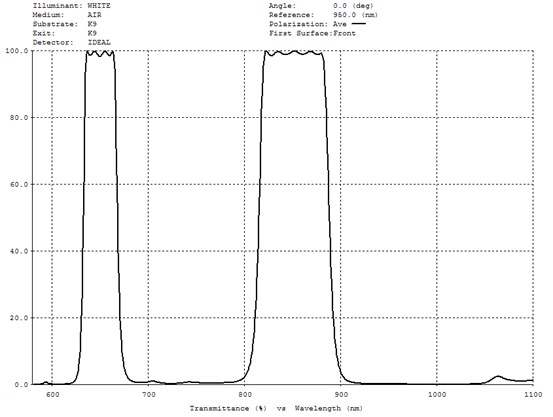 Illuminant: WHITE Angle: 0.0 (deg)
Medium: AIR Reference: 950.0 (nm)
Substrate: K9 Polarization: Ave
Exit: K9 First Surface: Front
Detector: IDEAL
100.0
80.0
60.0
40.0
20.0
0.0
600 700 800 900 1000 1100
Transmittance (%) vs Wavelength (nm)